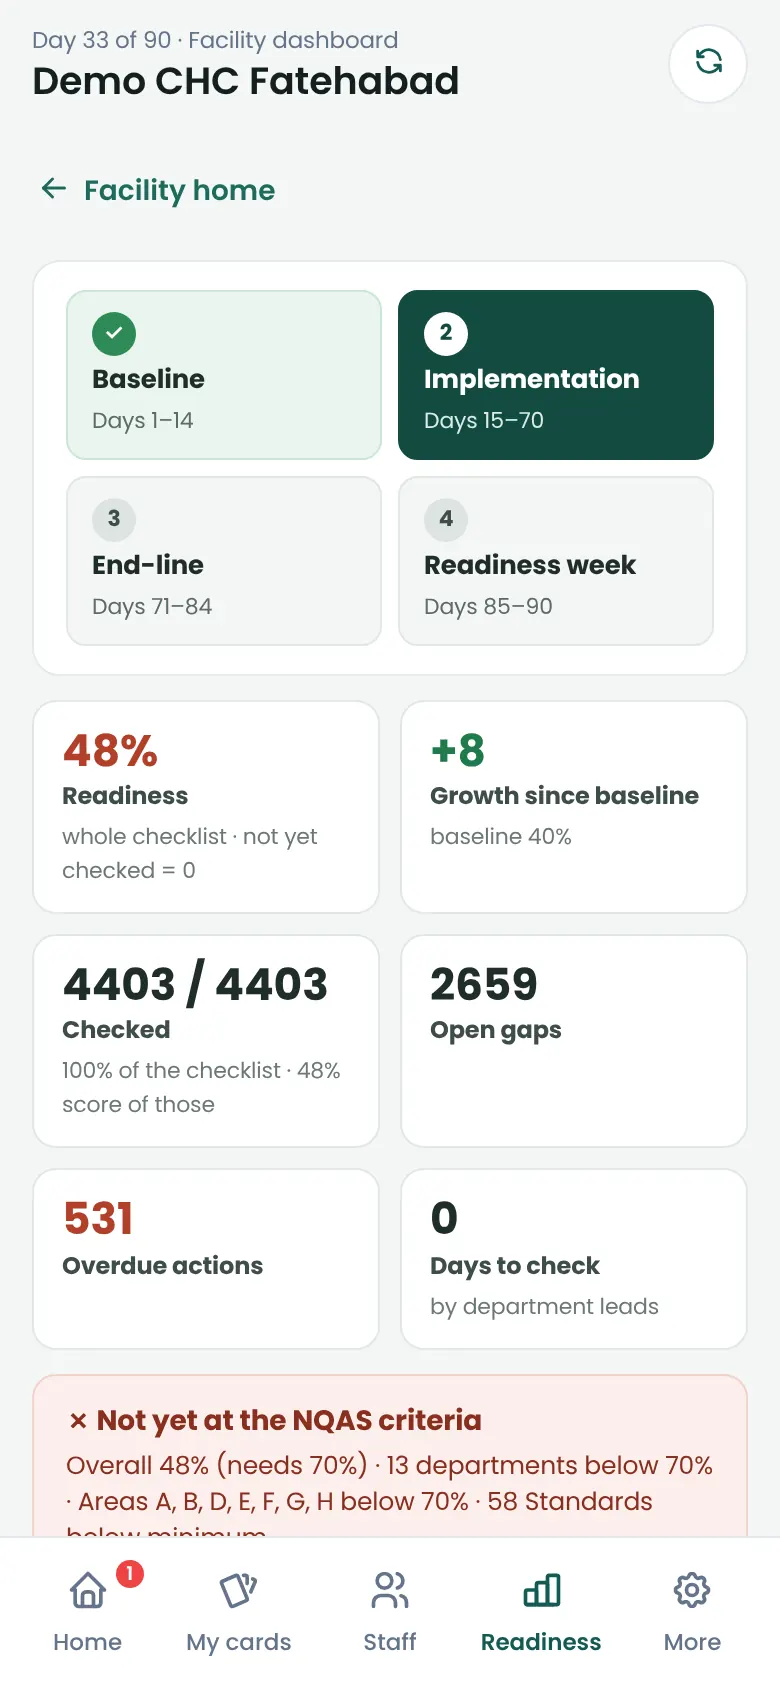 Day 33 of 90 · Facility dashboard
Demo CHC Fatehabad
← Facility home
Baseline
Days 1–14
2
Implementation
Days 15–70
3
End-line
Days 71–84
4
Readiness week
Days 85–90
48%
Readiness
whole checklist · not yet
checked = 0
+8
Growth since baseline
baseline 40%
4403 / 4403
Checked
100% of the checklist · 48%
score of those
2659
Open gaps
531
Overdue actions
0
Days to check
by department leads
× Not yet at the NQAS criteria
Overall 48% (needs 70%) · 13 departments below 70%
· Areas A, B, D, E, F, G, H below 70% · 58 Standards
below minimum
1
Home
My cards
Staff
Readiness
More